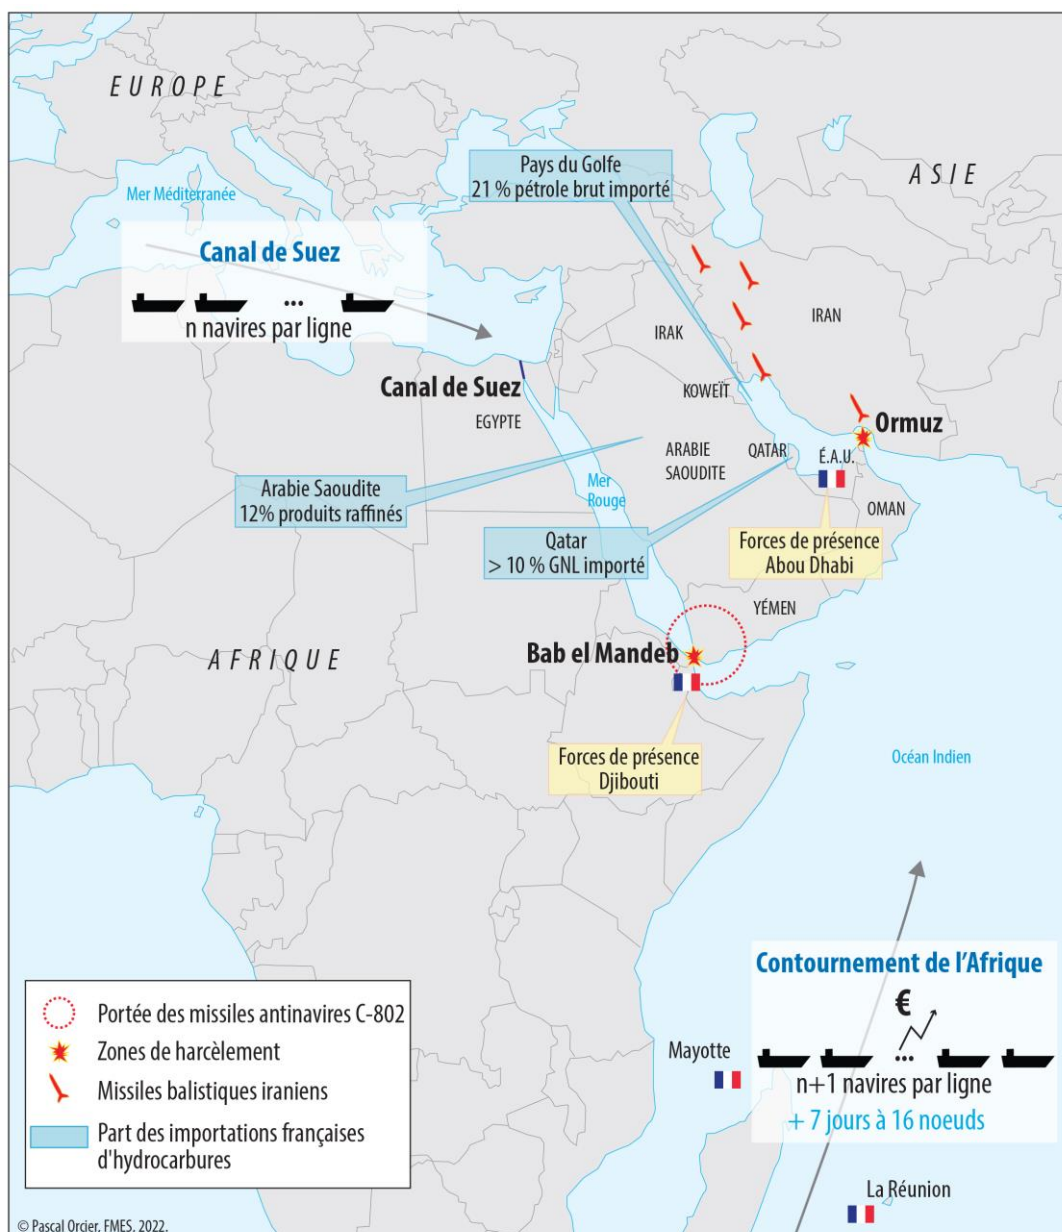 EUROPE
ASIE
Pays du Golfe
21 % pétrole brut importé
Mer Méditerranée
Canal de Suez
...
n navires par ligne
IRAK
IRAN
Canal de Suez
EGYPTE
KOWEÏT
Ormuz
ARABIE
SAOUDITE
QATAR
É.A.U.
Arabie Saoudite
12% produits raffinés
Mer
Rouge
OMAN
Qatar
> 10 % GNL importé
Forces de présence
Abou Dhabi
YÉMEN
AFRIQUE
Bab el Mandeb
Forces de présence
Djibouti
Océan Indien
Contournement de l'Afrique
€
...
n+1 navires par ligne
+ 7 jours à 16 noeuds
Mayotte
La Réunion
Portée des missiles antinavires C-802
Zones de harcèlement
Missiles balistiques iraniens
Part des importations françaises
d'hydrocarbures
© Pascal Orcier, FMES, 2022.